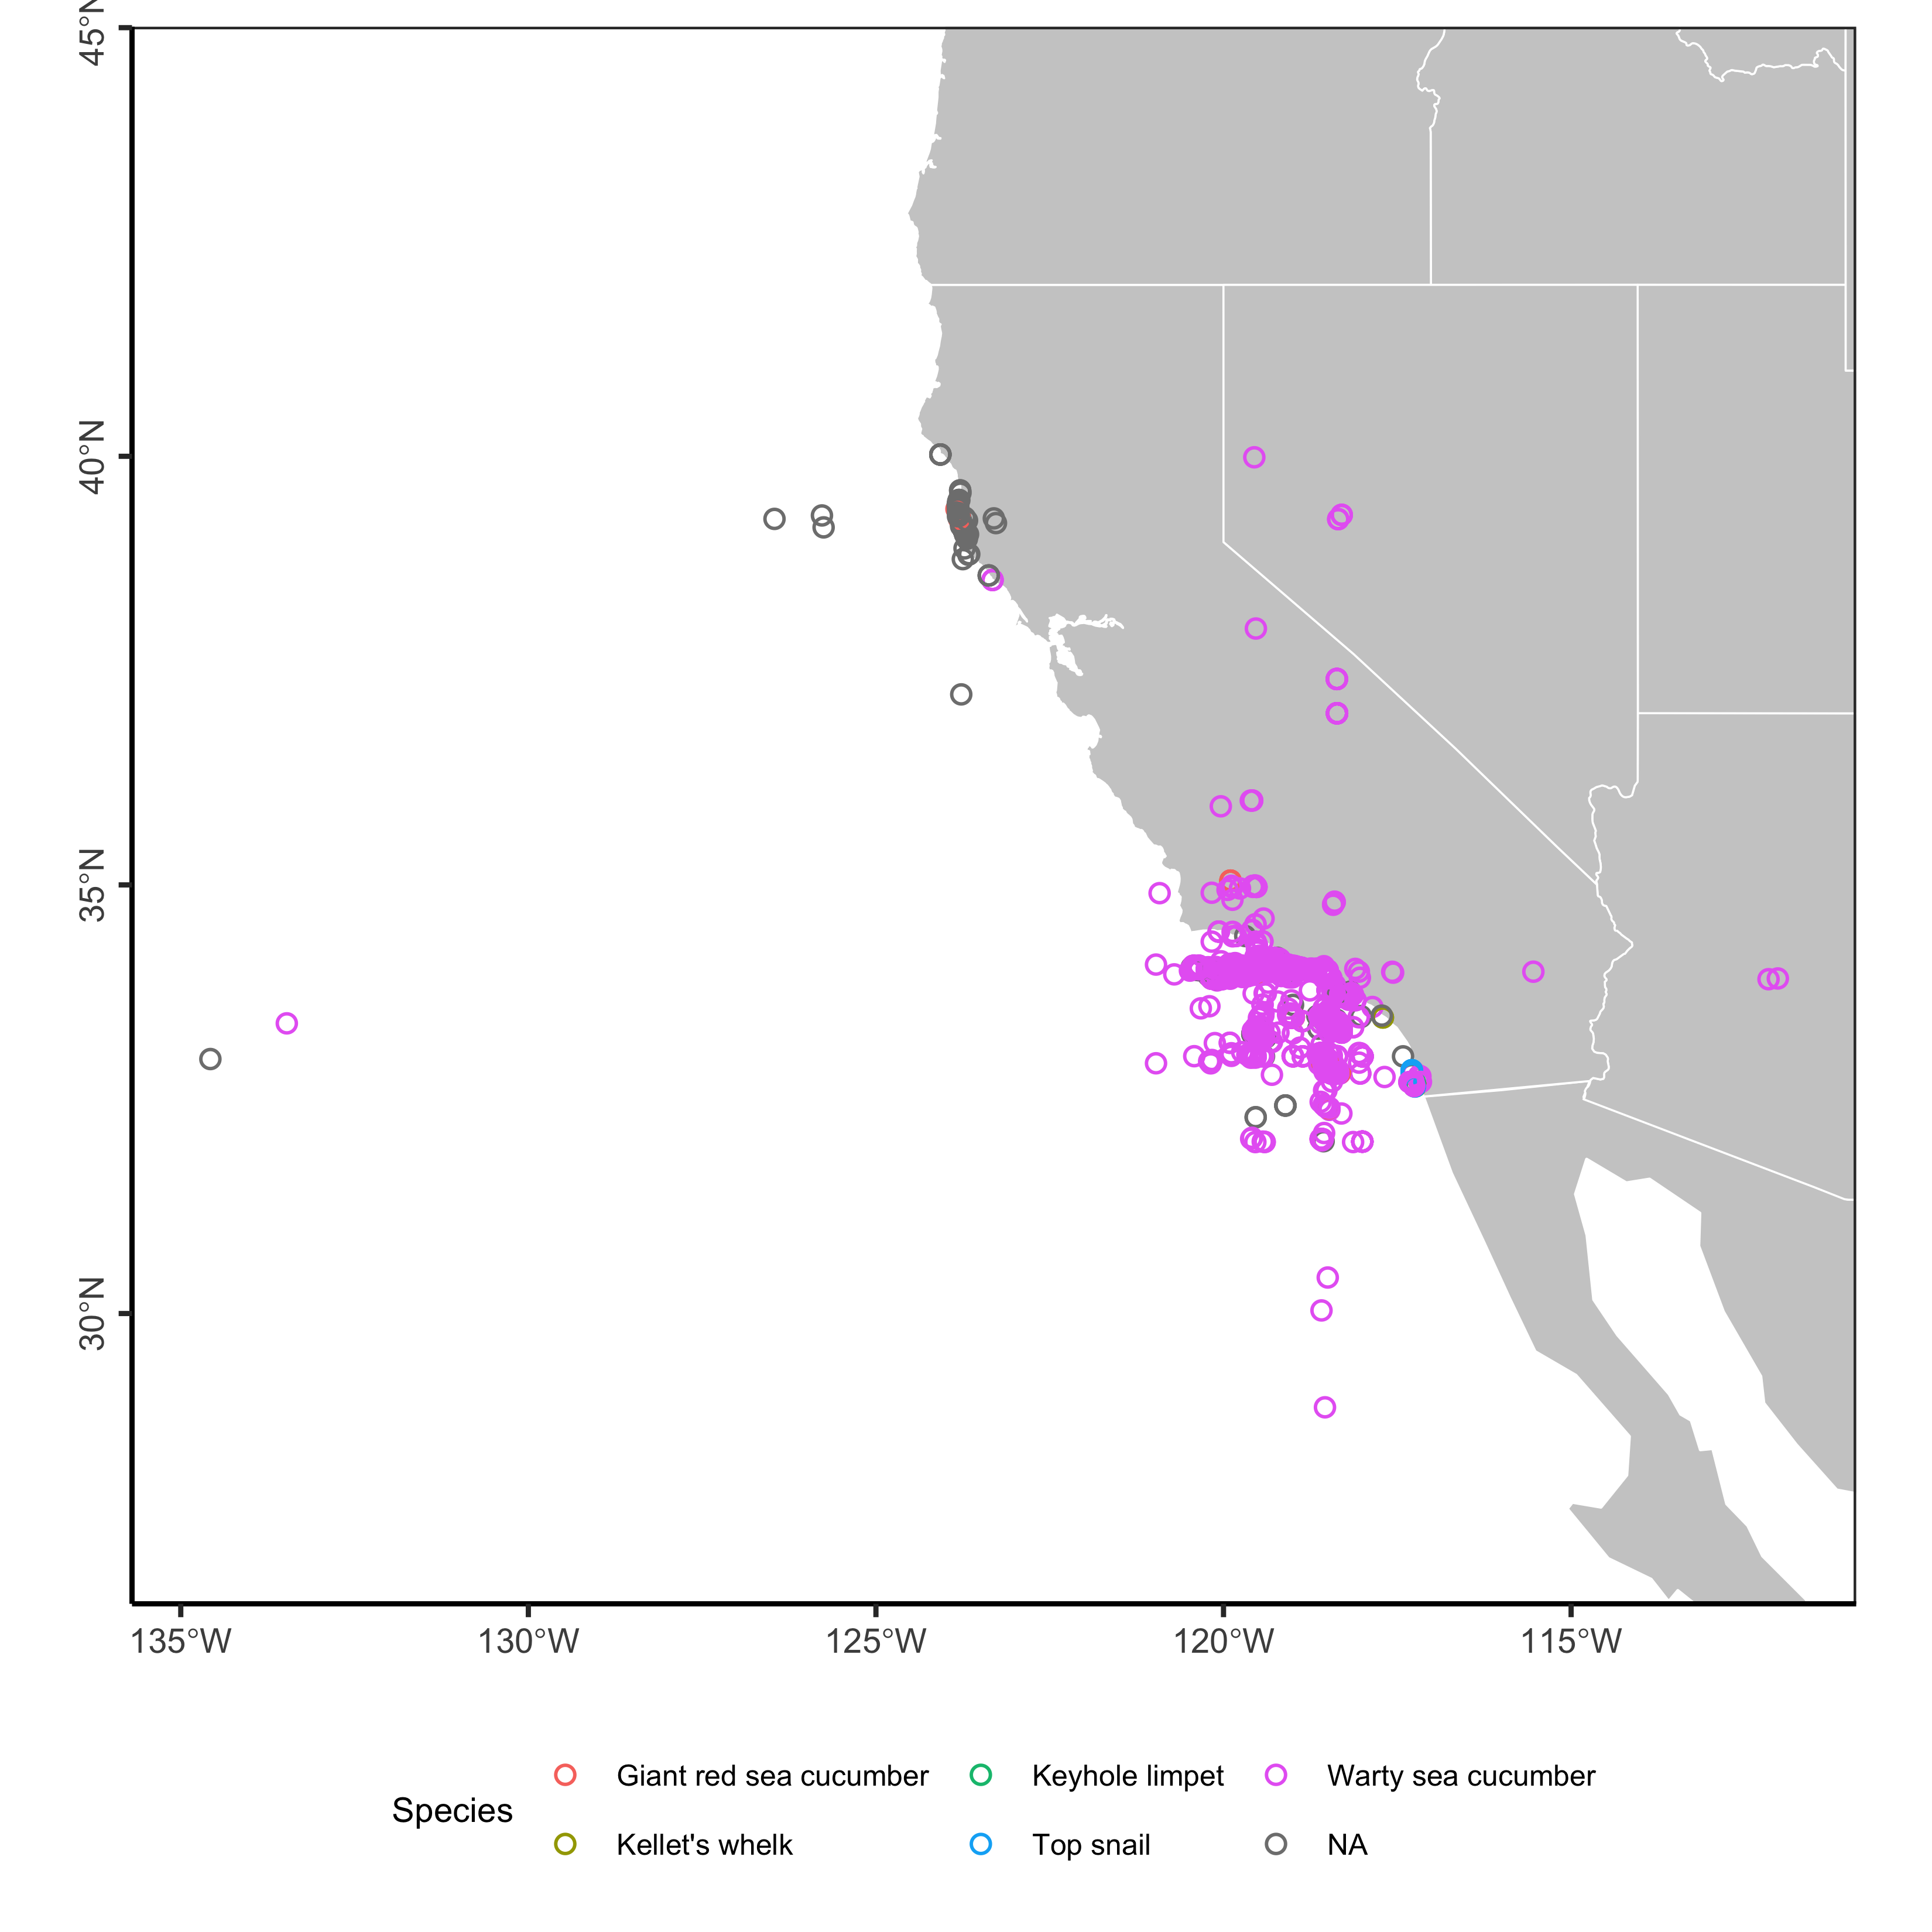 45°N
40°N
35°N
30°N
135°W 130°W 125°W 120°W 115°W
Species
Giant red sea cucumber Keyhole limpet Warty sea cucumber
Kellet's whelk Top snail NA